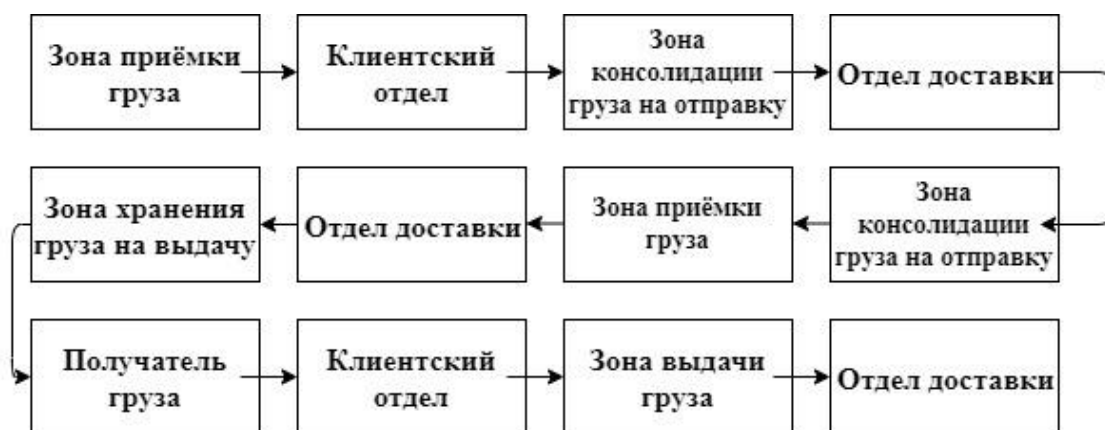 Зона приёмки
груза
Клиентский
отдел
Зона
консолидации
груза на отправку
Отдел доставки
Зона хранения
груза на выдачу
Отдел доставки
Зона приёмки
груза
Зона
консолидации
груза на отправку
Получатель
груза
Клиентский
отдел
Зона выдачи
груза
Отдел доставки